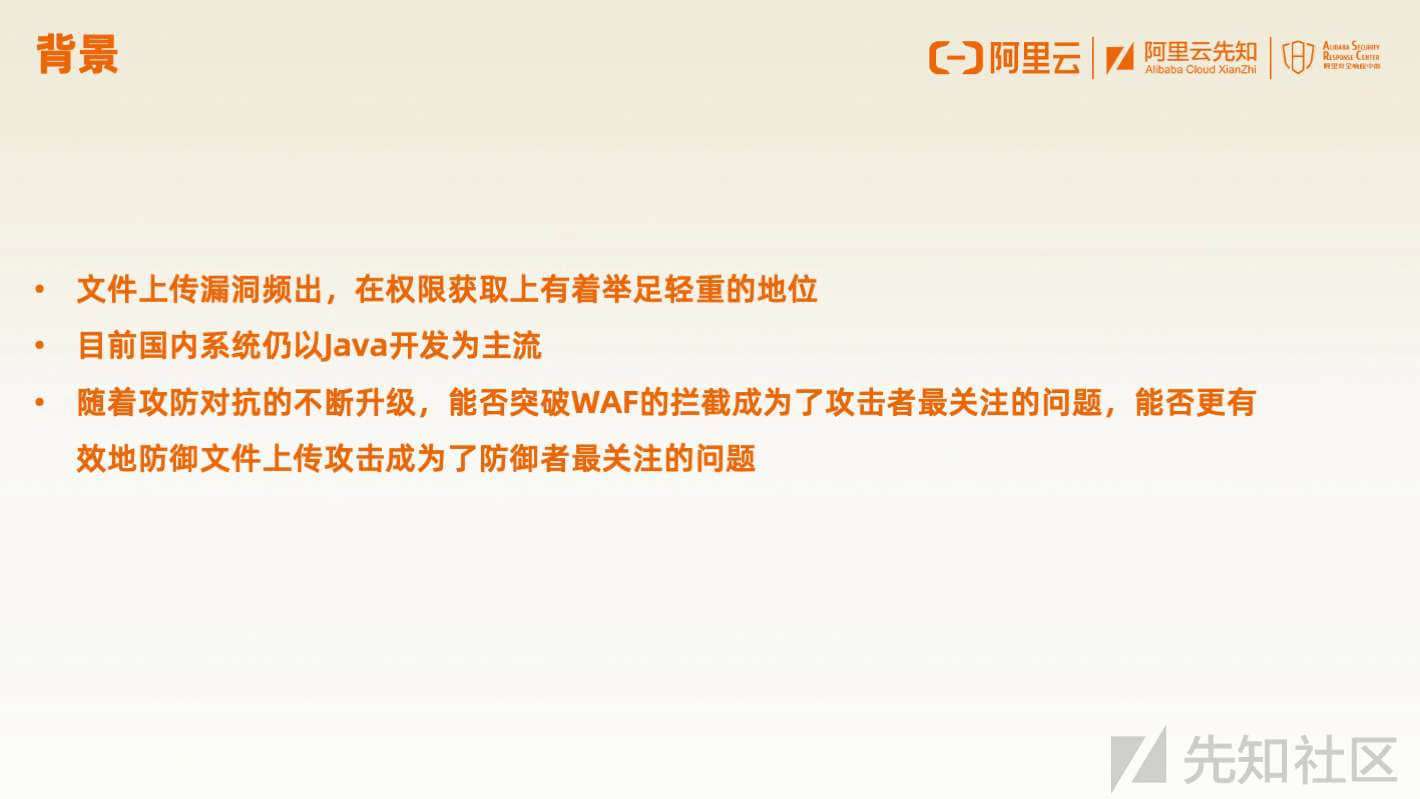 背景
阿里云
阿里云先知
Alibaba Cloud XianZhi
ALIBABA SECURITY
RESPONSE CENTER
阿里安全响应中心
• 文件上传漏洞频出，在权限获取上有着举足轻重的地位
• 目前国内系统仍以Java开发为主流
• 随着攻防对抗的不断升级，能否突破WAF的拦截成为了攻击者最关注的问题，能否更有
效地防御文件上传攻击成为了防御者最关注的问题
先知社区